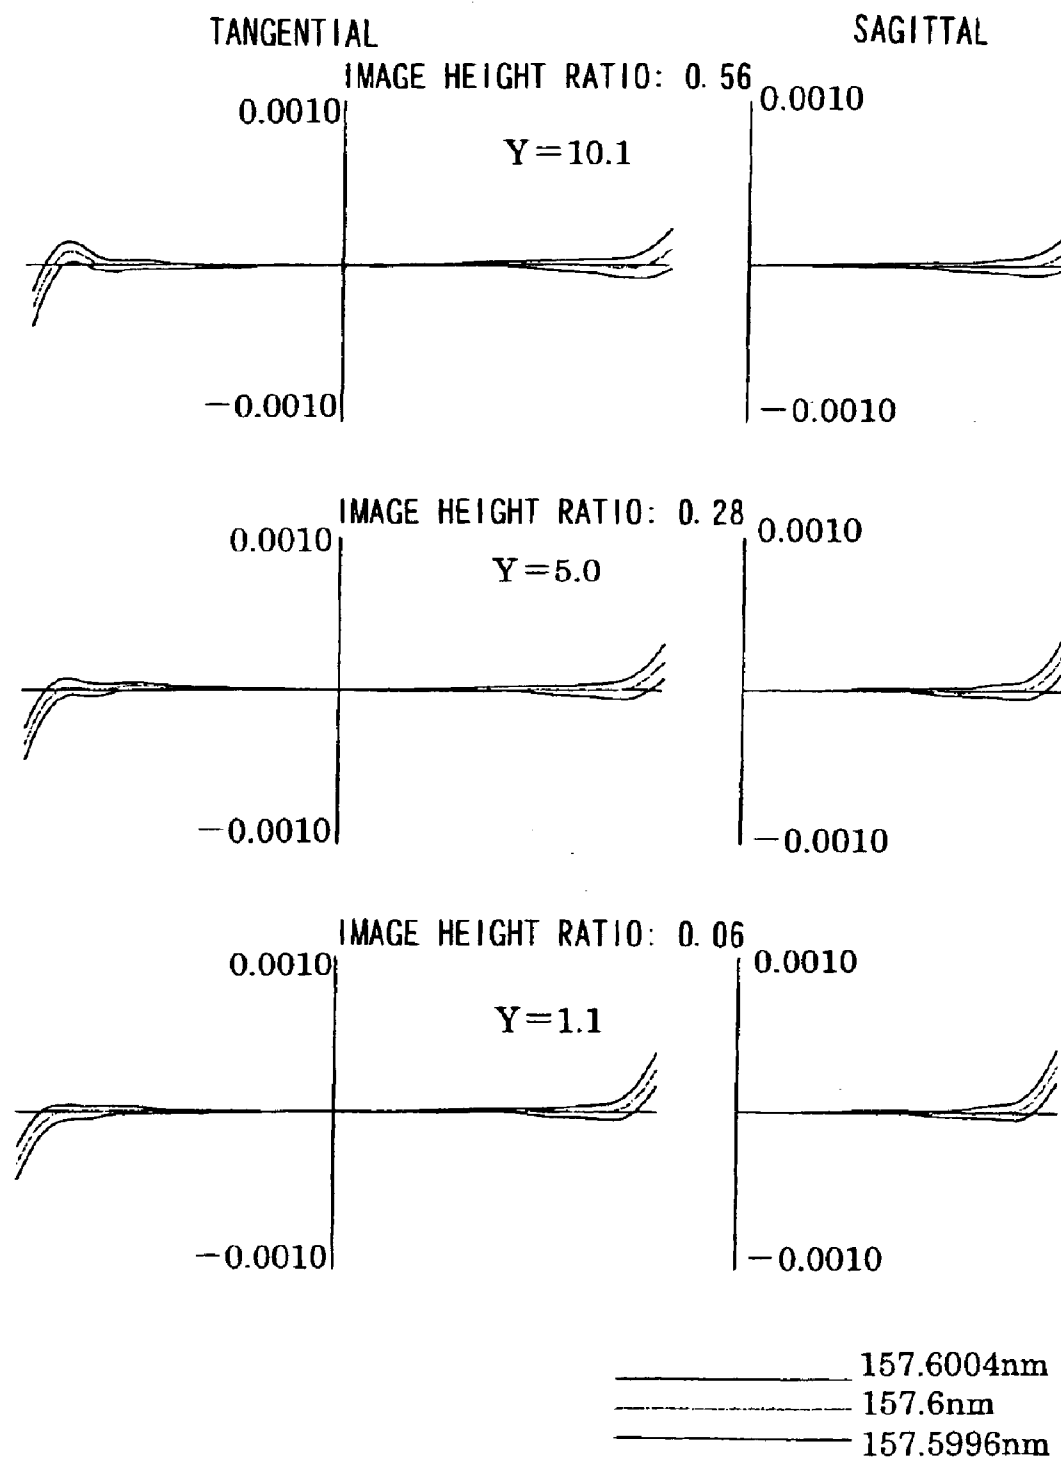 TANGENTIAL SAGITTAL
IMAGE HEIGHT RATIO: 0.56
0.0010 0.0010
Y=10.1
−0.0010 −0.0010
IMAGE HEIGHT RATIO: 0.28
0.0010 0.0010
Y=5.0
−0.0010 −0.0010
IMAGE HEIGHT RATIO: 0.06
0.0010 0.0010
Y=1.1
−0.0010 −0.0010
157.6004nm
157.6nm
157.5996nm